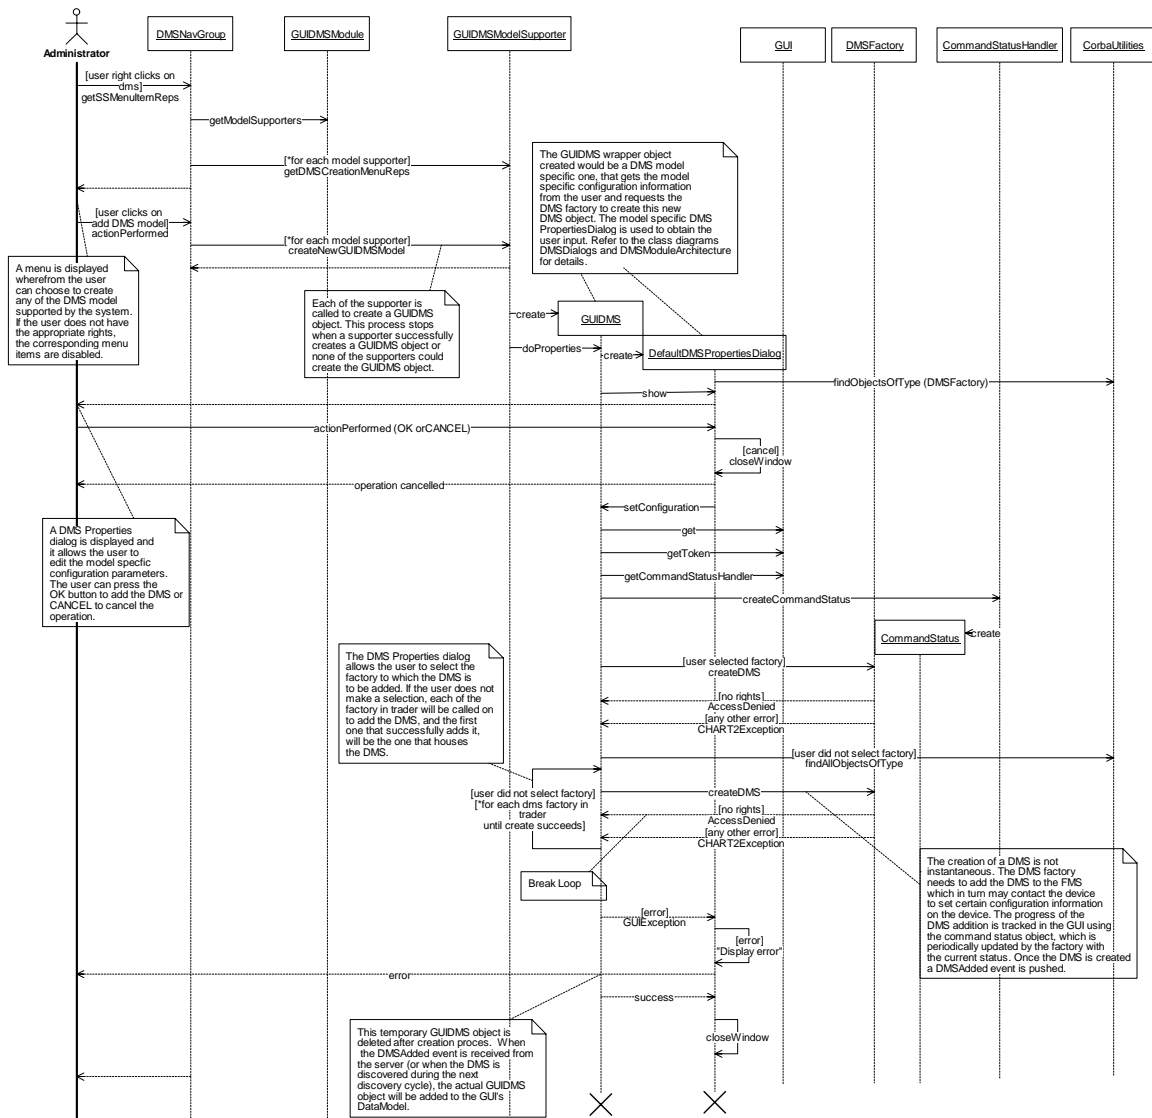 Administrator
DMSNavGroup
GUIDMSModule
GUIDMSModelSupporter
GUI
DMSFactory
CommandStatusHandler
CorbaUtilities
[user right clicks on
dms]
getSSMenuItemReps
getModelSupporters
[*for each model supporter]
getDMSCreationMenuReps
The GUIDMS wrapper object
created would be a DMS model
specific one, that gets the model
specific configuration information
from the user and requests the
DMS factory to create this new
DMS object. The model specific DMS
PropertiesDialog is used to obtain the
user input. Refer to the class diagrams
DMSDialogs and DMSModuleArchitecture
for details.
[user clicks on
add DMS model]
actionPerformed
[*for each model supporter]
createNewGUIDMSModel
A menu is displayed
wherefrom the user
can choose to create
any of the DMS model
supported by the system.
If the user does not have
the appropriate rights,
the corresponding menu
items are disabled.
Each of the supporter is
called to create a GUIDMS
object. This process stops
when a supporter successfully
creates a GUIDMS object or
none of the supporters could
create the GUIDMS object.
create
GUIDMS
doProperties
create
DefaultDMSPropertiesDialog
findObjectsOfType (DMSFactory)
show
actionPerformed (OK orCANCEL)
[cancel]
closeWindow
operation cancelled
setConfiguration
get
getToken
getCommandStatusHandler
createCommandStatus
A DMS Properties
dialog is displayed and
it allows the user to
edit the model specfic
configuration parameters.
The user can press the
OK button to add the DMS or
CANCEL to cancel the
operation.
CommandStatus
create
The DMS Properties dialog
allows the user to select the
factory to which the DMS is
to be added. If the user does not
make a selection, each of the
factory in trader will be called on
to add the DMS, and the first
one that successfully adds it,
will be the one that houses
the DMS.
[user selected factory]
createDMS
[no rights]
AccessDenied
[any other error]
CHART2Exception
[user did not select factory]
findAllObjectsOfType
[user did not select factory]
[*for each dms factory in
trader
until create succeeds]
createDMS
[no rights]
AccessDenied
[any other error]
CHART2Exception
Break Loop
The creation of a DMS is not
instantaneous. The DMS factory
needs to add the DMS to the FMS
which in turn may contact the device
to set certain configuration information
on the device. The progress of the
DMS addition is tracked in the GUI using
the command status object, which is
periodically updated by the factory with
the current status. Once the DMS is created
a DMSAdded event is pushed.
[error]
GUIException
[error]
"Display error"
error
success
closeWindow
This temporary GUIDMS object is
deleted after creation proces.  When
the DMSAdded event is received from
the server (or when the DMS is
discovered during the next
discovery cycle), the actual GUIDMS
object will be added to the GUI's
DataModel.